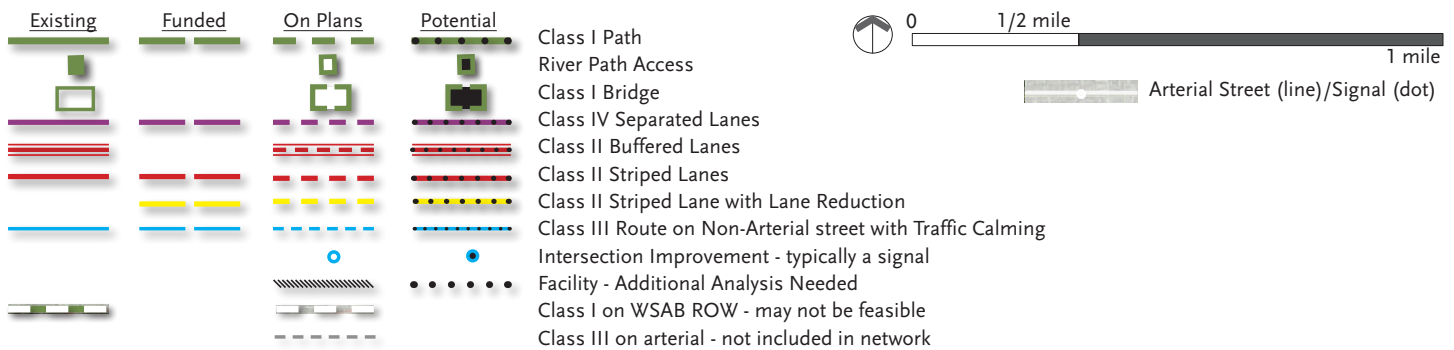 Existing Funded On Plans Potential
0 1/2 mile
1 mile
Class I Path
River Path Access
Class I Bridge
Arterial Street (line)/Signal (dot)
Class IV Separated Lanes
Class II Buffered Lanes
Class II Striped Lanes
Class II Striped Lane with Lane Reduction
Class III Route on Non-Arterial street with Traffic Calming
Intersection Improvement - typically a signal
Facility - Additional Analysis Needed
Class I on WSAB ROW - may not be feasible
Class III on arterial - not included in network